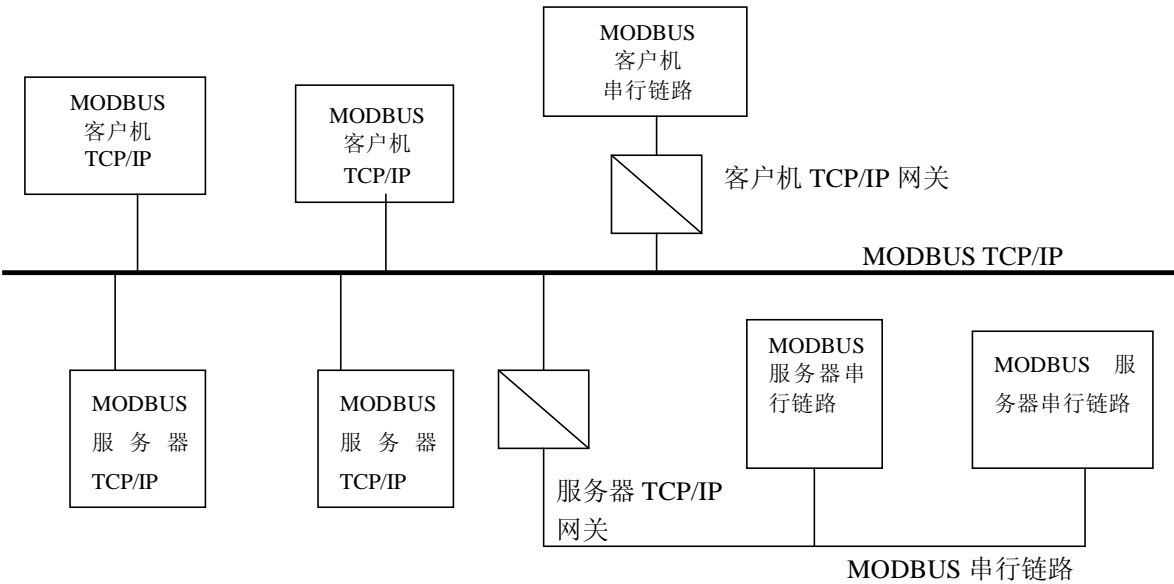 MODBUS
客户机
串行链路
MODBUS
客户机
TCP/IP
MODBUS
客户机
TCP/IP
客户机 TCP/IP 网关
MODBUS TCP/IP
MODBUS
服务器串
行链路
MODBUS 服
务器串行链路
MODBUS
服 务 器
TCP/IP
MODBUS
服 务 器
TCP/IP
服务器 TCP/IP
网关
MODBUS 串行链路